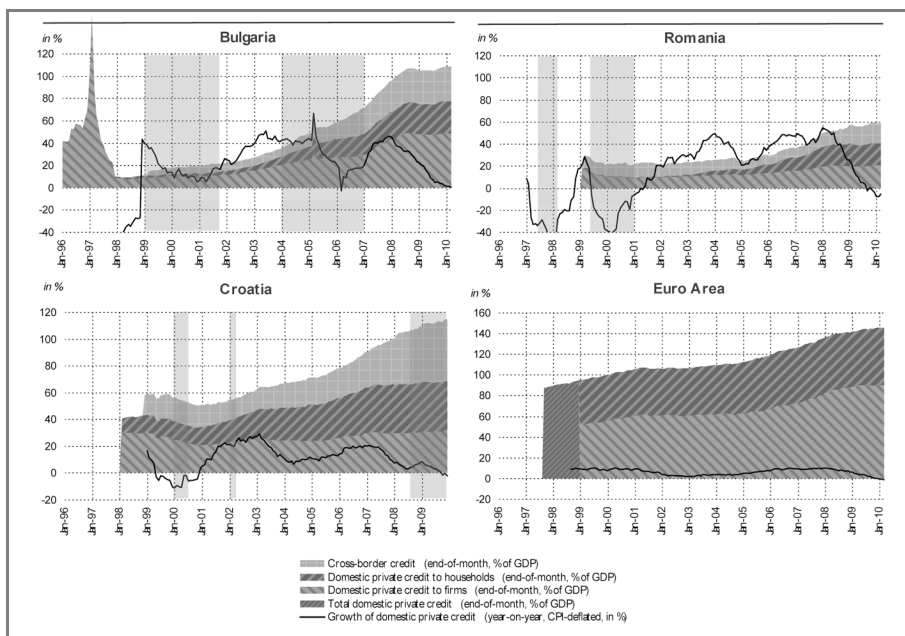 Bulgaria
in %
120
100
80
60
40
20
0
-20
-40
Jan-96
Jan-97
Jan-98
Jan-99
Jan-00
Jan-01
Jan-02
Jan-03
Jan-04
Jan-05
Jan-06
Jan-07
Jan-08
Jan-09
Jan-10
Romania
in %
120
100
80
60
40
20
0
-20
-40
Jan-96
Jan-97
Jan-98
Jan-99
Jan-00
Jan-01
Jan-02
Jan-03
Jan-04
Jan-05
Jan-06
Jan-07
Jan-08
Jan-09
Jan-10
Croatia
in %
120
100
80
60
40
20
0
-20
Jan-96
Jan-97
Jan-98
Jan-99
Jan-00
Jan-01
Jan-02
Jan-03
Jan-04
Jan-05
Jan-06
Jan-07
Jan-08
Jan-09
Euro Area
in %
160
140
120
100
80
60
40
20
0
-20
Jan-96
Jan-97
Jan-98
Jan-99
Jan-00
Jan-01
Jan-02
Jan-03
Jan-04
Jan-05
Jan-06
Jan-07
Jan-08
Jan-09
Jan-10
Cross-border credit (end-of-month, %of GDP)
Domestic private credit to households (end-of-month, %of GDP)
Domestic private credit to firms (end-of-month, %of GDP)
Total domestic private credit (end-of-month, %of GDP)
Growth of domestic private credit (year-on-year, CPI-deflated, in %)